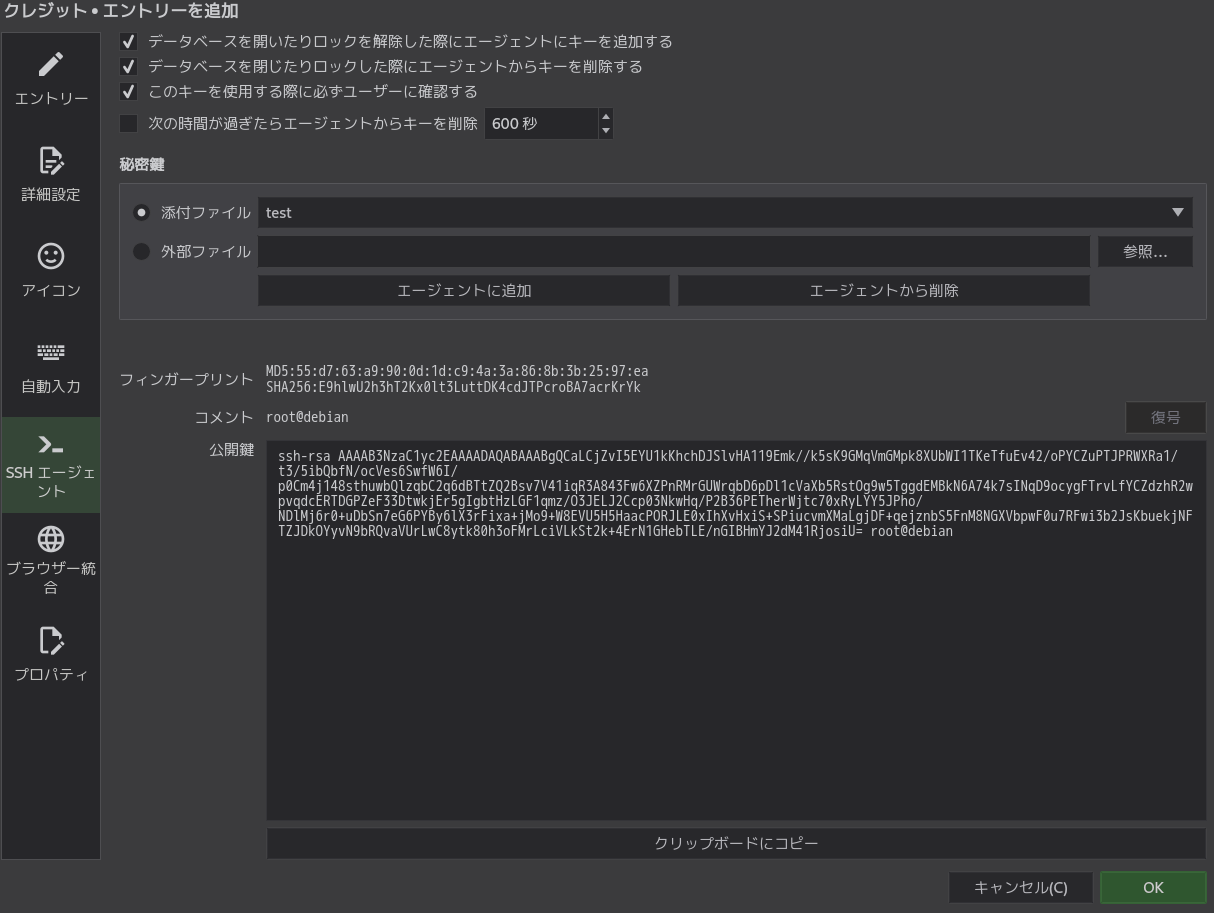 クレジット • エントリーを追加
エントリー
詳細設定
アイコン
自動入力
SSH エージェ
ント
ブラウザー統
合
プロパティ
データベースを開いたりロックを解除した際にエージェントにキーを追加する
データベースを閉じたりロックした際にエージェントからキーを削除する
このキーを使用する際に必ずユーザーに確認する
次の時間が過ぎたらエージェントからキーを削除 600 秒
秘密鍵
添付ファイル test
外部ファイル 参照...
エージェントに追加 エージェントから削除
フィンガープリント
MD5:55:d7:63:a9:90:0d:1d:c9:4a:3a:86:8b:3b:25:97:ea
SHA256:E9hlwU2h3hT2Kx0lt3LuttDK4cdJTPcroBA7acrKrYk
コメント root@debian 復号
公開鍵
ssh-rsa AAAAB3NzaC1yc2EAAAADAQABAAABgQCaLCjZvI5EYU1kKhchDJSlvHA119Emk//k5sK9GMqVmGMpk8XUbWI1TKeTfuEv42/oPYCZuPTJPRWXRa1/
t3/5ibQbfN/ocVes6SwfW6I/
p0Cm4j148sthuwbQlzqbC2q6dBTtZQ2Bsv7V41iqR3A843Fw6XZPnRMrGUWrqbD6pDl1cVaXb5RstOg9w5TggdEMBkN6A74k7sINqD9ocygFTrvLfYCZdzhR2w
pvqdcERTDGPZeF33DtwkjEr5gIgbtHzLGF1qmz/O3JELJ2Ccp03NkwHq/P2B36PETherWjtc70xRyLYY5JPho/
NDlMj6r0+uDbSn7eG6PYBy6lX3rFixa+jMo9+W8EVU5H5HaacPORJLE0xIhXvHxiS+SPiucvmXMaLgjDF+qejznbS5FnM8NGXVbpwF0u7RFwi3b2JsKbuekjNF
TZJDkOYyvN9bRQvaVUrLwC8ytk80h3oFMrLciVLkSt2k+4ErN1GHebTLE/nGIBHmYJ2dM41RjosiU= root@debian
クリップボードにコピー
キャンセル(C) OK